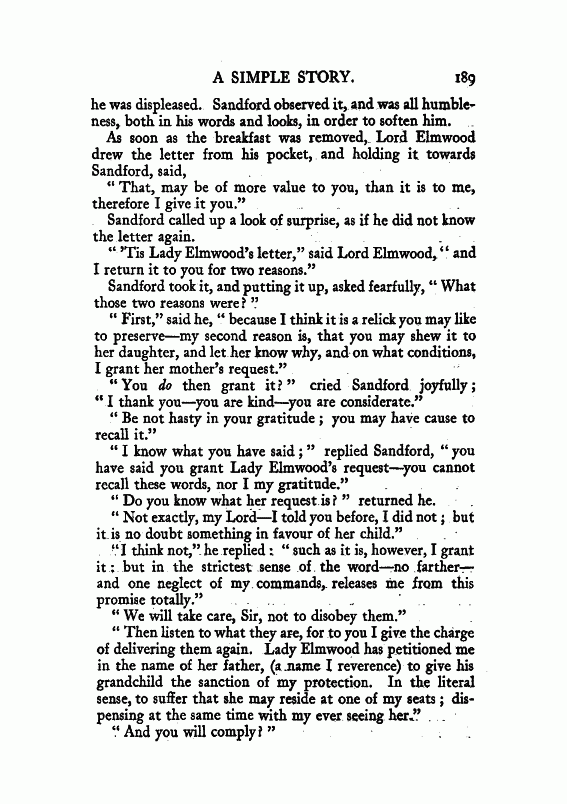 A SIMPLE STORY. 189
he was displeased. Sandford observed it, and was all humble-
ness, both in his words and looks, in order to soften him.
As soon as the breakfast was removed, Lord Elmwood
drew the letter from his pocket, and holding it towards
Sandford, said,
“ That, may be of more value to you, than it is to me,
therefore I give it you.”
Sandford called up a look of surprise, as if he did not know
the letter again.
“ ’Tis Lady Elmwood’s letter,” said Lord Elmwood, “ and
I return it to you for two reasons.”
Sandford took it, and putting it up, asked fearfully, “ What
those two reasons were? ”
“ First,” said he, “ because I think it is a relick you may like
to preserve—my second reason is, that you may shew it to
her daughter, and let her know why, and on what conditions,
I grant her mother’s request.”
“ You do then grant it? ” cried Sandford joyfully ;
“ I thank you—you are kind—you are considerate.”
“ Be not hasty in your gratitude ; you may have cause to
recall it.”
“ I know what you have said ; ” replied Sandford, “ you
have said you grant Lady Elmwood’s request—you cannot
recall these words, nor I my gratitude.”
“ Do you know what her request is? ” returned he.
“ Not exactly, my Lord—I told you before, I did not ; but
it is no doubt something in favour of her child.”
“ I think not,” he replied : “ such as it is, however, I grant
it : but in the strictest sense of the word—no farther—
and one neglect of my commands, releases me from this
promise totally.”
“ We will take care, Sir, not to disobey them.”
“ Then listen to what they are, for to you I give the charge
of delivering them again. Lady Elmwood has petitioned me
in the name of her father, (a name I reverence) to give his
grandchild the sanction of my protection. In the literal
sense, to suffer that she may reside at one of my seats ; dis-
pensing at the same time with my ever seeing her.”
“ And you will comply? ”